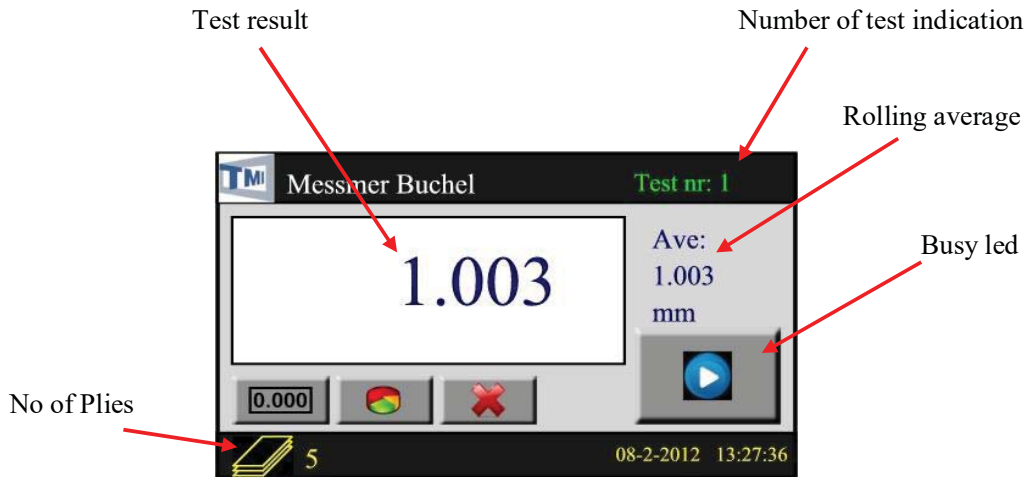 Test result
Number of test indication
Rolling average
TMI
Messmer Buchel
Test nr: 1
Ave:
Busy led
1.003
1.003
mm
0.000
No of Plies
5
08-2-2012 13:27:36